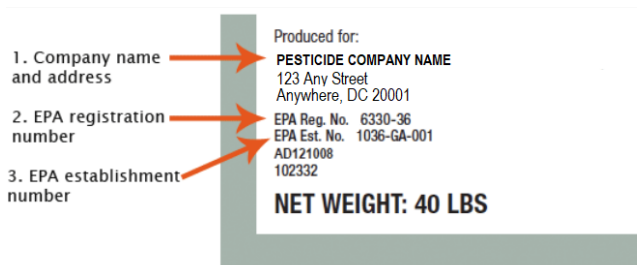 1. Company name
and address
2. EPA registration
number
3. EPA establishment
number
Produced for:
PESTICIDE COMPANY NAME
123 Any Street
Anywhere, DC 20001
EPA Reg. No. 6330-36
EPA Est. No. 1036-GA-001
AD121008
102332
NET WEIGHT: 40 LBS